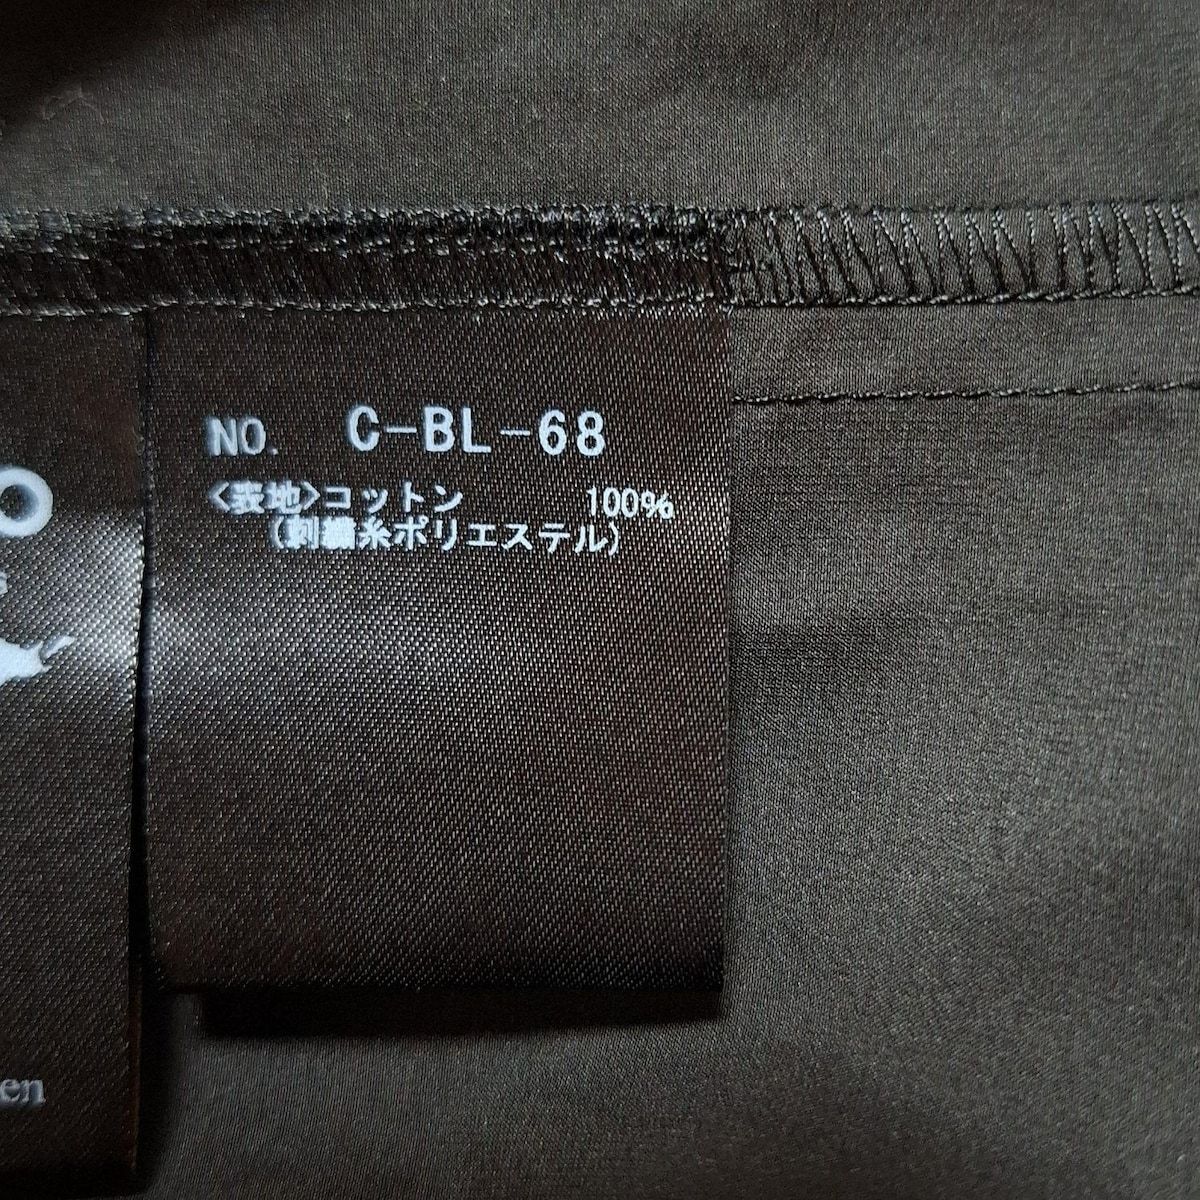 NO. C-BL-68
<表地>コットン 100%
(刺繍糸ポリエステル)
O
s
en